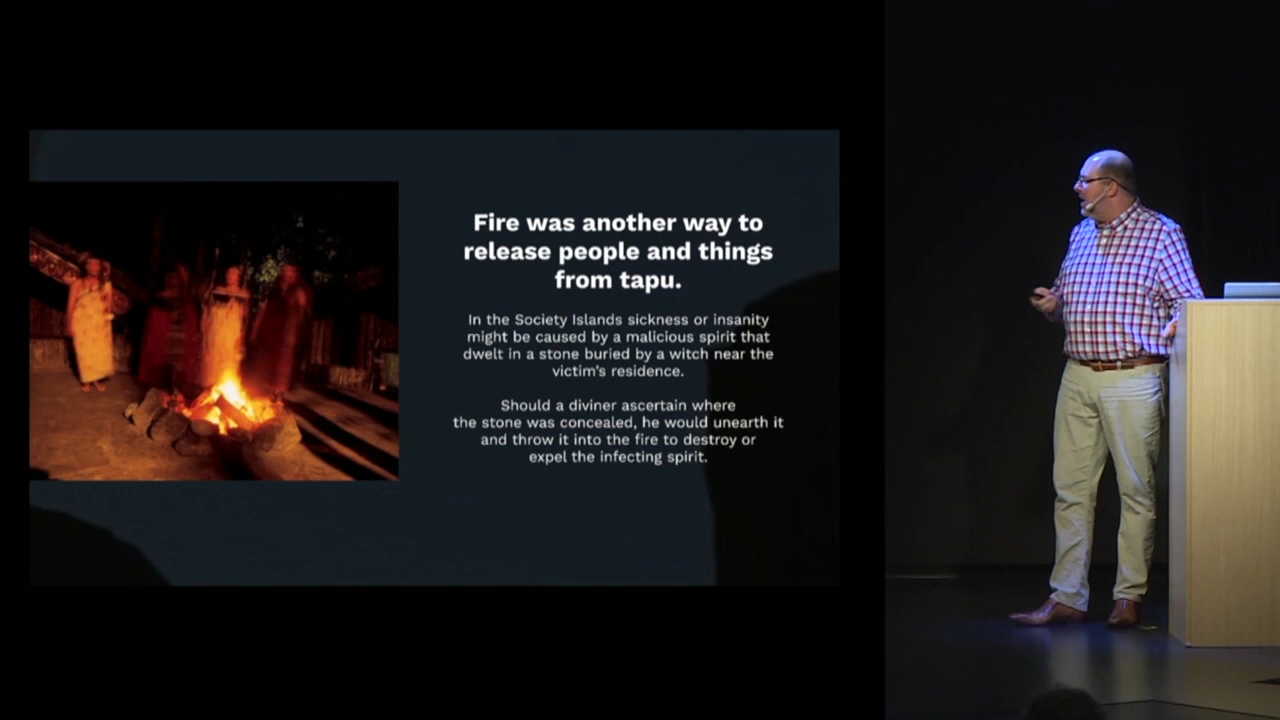 Fire was another way to
release people and things
from tapu.
In the Society Islands sickness or insanity
might be caused by a malicious spirit that
dwelt in a stone buried by a witch near the
victim's residence.
Should a diviner ascertain where
the stone was concealed, he would unearth it
and throw it into the fire to destroy or
expel the infecting spirit.